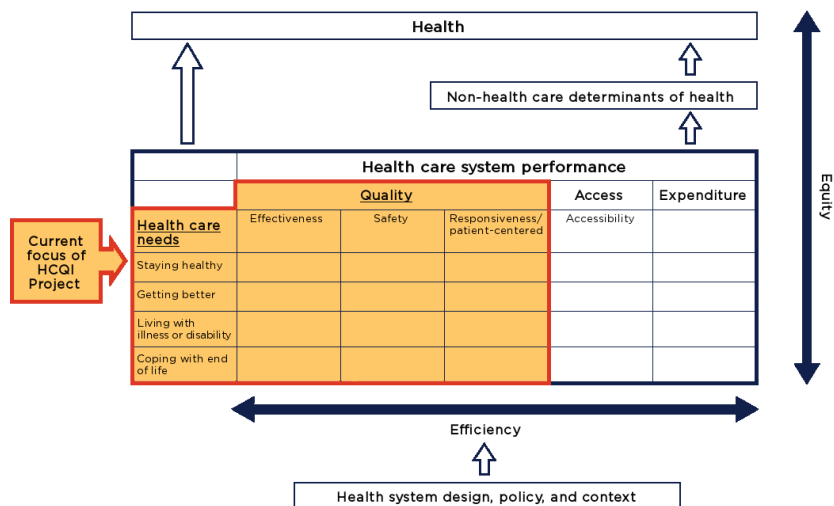 Health
Non-health care determinants of health
Health care system performance
Quality
Access
Expenditure
Health care
needs
Effectiveness
Safety
Responsiveness/
patient-centered
Accessibility
Staying healthy
Getting better
Living with
illness or disability
Coping with end
of life
Current
focus of
HCQI
Project
Equity
Efficiency
Health system design, policy, and context